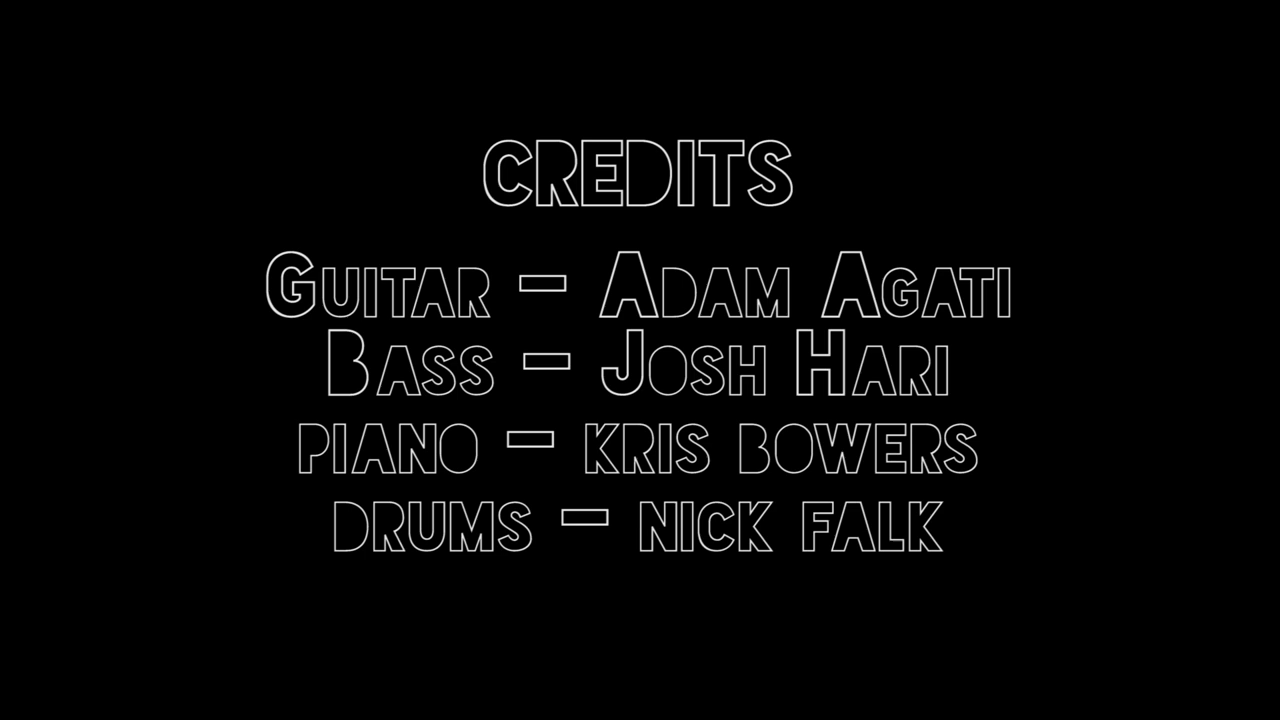 CREDITS
Guitar - Adam Agati
Bass - Josh Hari
piano - kris bowers
drums - nick falk